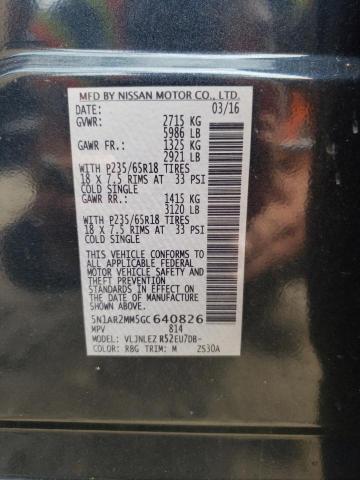 MFD BY NISSAN MOTOR CO., LTD.
DATE: 03/16
GVWR: 2715 KG
5986 LB
GAWR FR.: 1325 KG
2921 LB
WITH P235/65R18 TIRES
18 X 7.5 RIMS AT 33 PSI
COLD SINGLE
GAWR RR.: 1415 KG
3120 LB
WITH P235/65R18 TIRES
18 X 7.5 RIMS AT 33 PSI
COLD SINGLE
THIS VEHICLE CONFORMS TO
ALL APPLICABLE FEDERAL
MOTOR VEHICLE SAFETY
AND THEFT PREVENTION
STANDARDS IN EFFECT ON
THE DATE OF MANUFACTURE
SHOWN ABOVE.
5N1AR2MM5GC640826
MPV 814
MODEL: VLJNLEZ R52EU7DB-
COLOR: RBG TRIM: M ZS30A